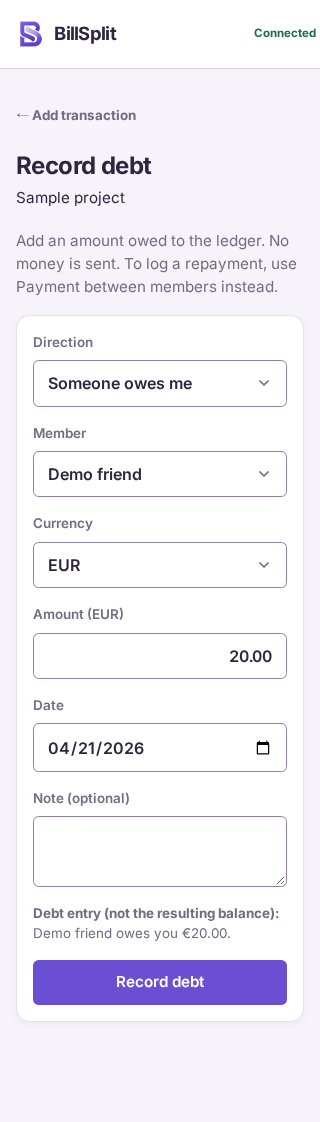 BillSplit
Connected
← Add transaction
Record debt
Sample project
Add an amount owed to the ledger. No
money is sent. To log a repayment, use
Payment between members instead.
Direction
Someone owes me
Member
Demo friend
Currency
EUR
Amount (EUR)
20.00
Date
04/21/2026
Note (optional)
Debt entry (not the resulting balance):
Demo friend owes you €20.00.
Record debt